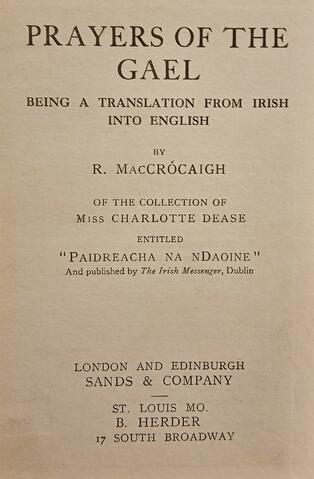 PRAYERS OF THE
GAEL
BEING A TRANSLATION FROM IRISH
INTO ENGLISH
BY
R. MACCRÓCAIGH
OF THE COLLECTION OF
MISS CHARLOTTE DEASE
ENTITLED
"PAIDREACHA NA NDAOINE"
And published by The Irish Messenger, Dublin
LONDON AND EDINBURGH
SANDS & COMPANY
ST. LOUIS MO.
B. HERDER
17 SOUTH BROADWAY